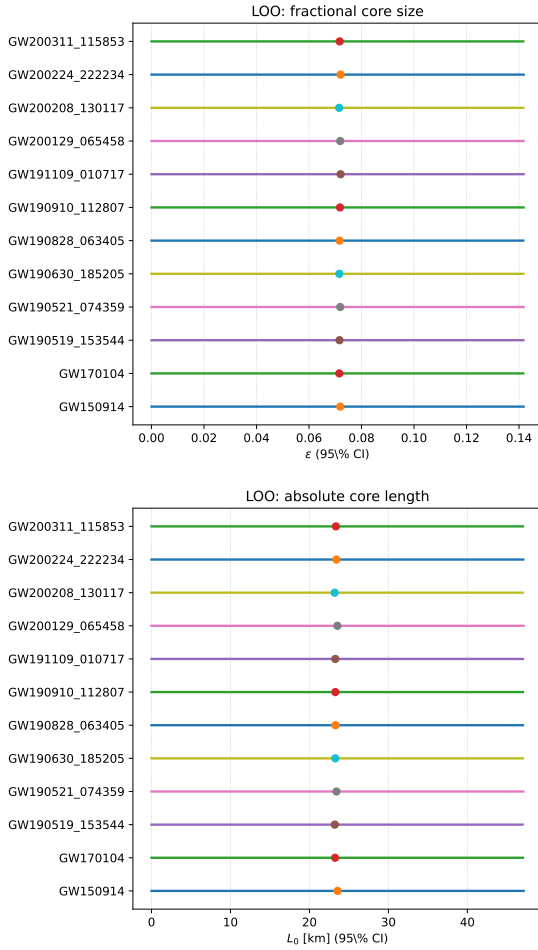 LOO: fractional core size
GW200311_115853
GW200224_222234
GW200208_130117
GW200129_065458
GW191109_010717
GW190910_112807
GW190828_063405
GW190630_185205
GW190521_074359
GW190519_153544
GW170104
GW150914
0.00 0.02 0.04 0.06 0.08 0.10 0.12 0.14
ε (95\% CI)
LOO: absolute core length
GW200311_115853
GW200224_222234
GW200208_130117
GW200129_065458
GW191109_010717
GW190910_112807
GW190828_063405
GW190630_185205
GW190521_074359
GW190519_153544
GW170104
GW150914
0 10 20 30 40
L₀ [km] (95\% CI)